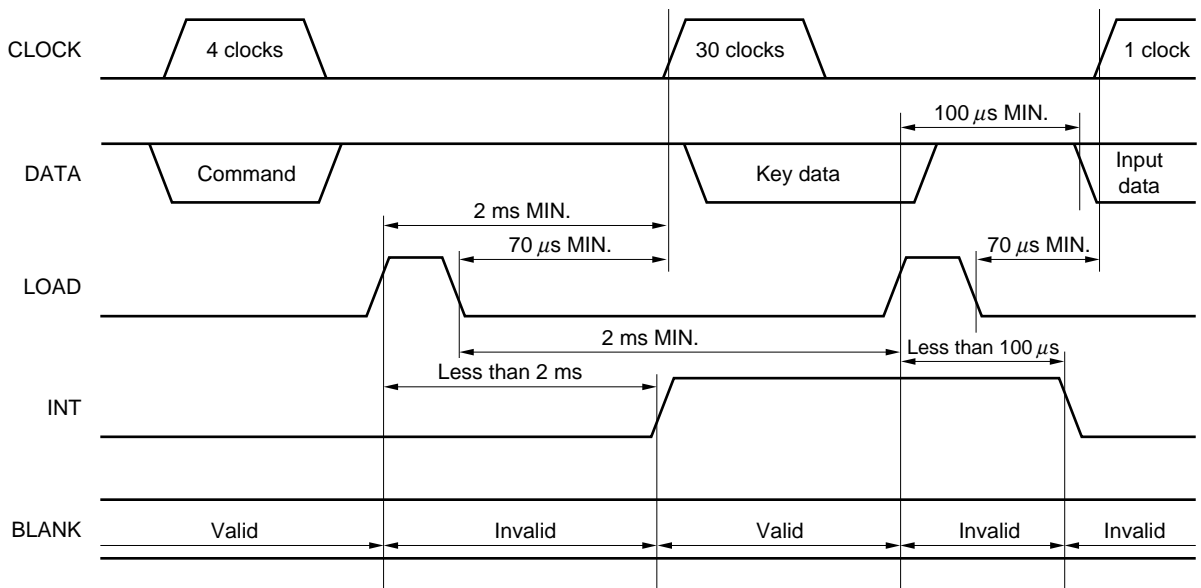 CLOCK
4 clocks
30 clocks
1 clock
100 μs MIN.
DATA
Command
Key data
Input
data
2 ms MIN.
70 μs MIN.
70 μs MIN.
LOAD
2 ms MIN.
Less than 100 μs
Less than 2 ms
INT
BLANK
Valid
Invalid
Valid
Invalid
Invalid